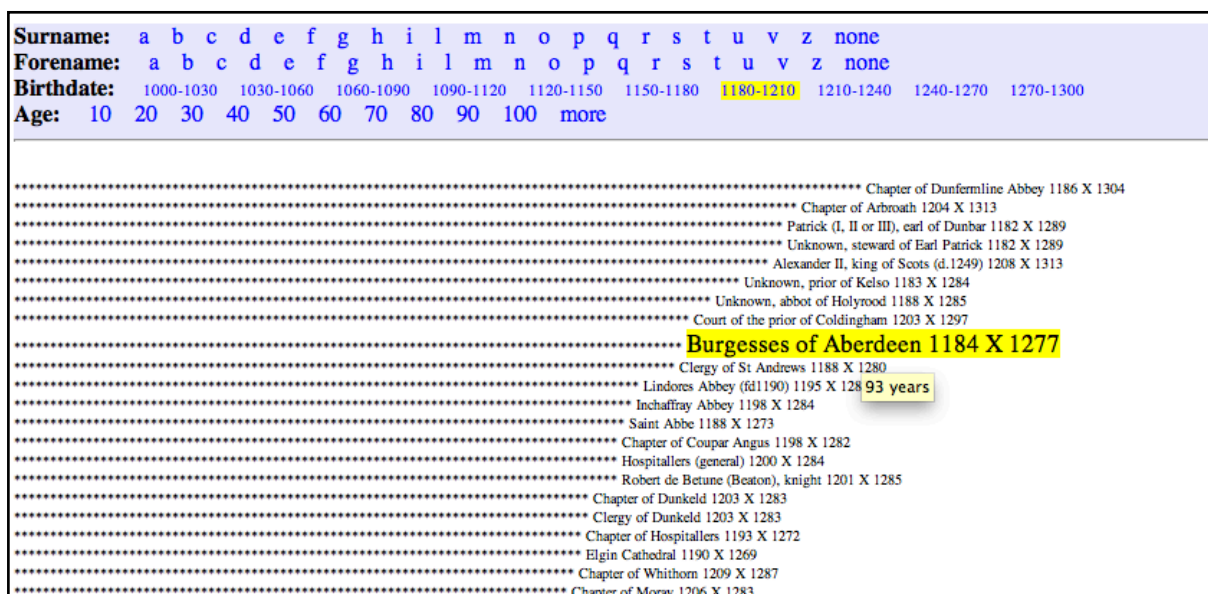 Surname: a b c d e f g h i l m n o p q r s t u v z none
Forename: a b c d e f g h i l m n o p q r s t u v z none
Birthdate: 1000-1030 1030-1060 1060-1090 1090-1120 1120-1150 1150-1180 1180-1210 1210-1240 1240-1270 1270-1300
Age: 10 20 30 40 50 60 70 80 90 100 more
Chapter of Dunfermline Abbey 1186 X 1304
Chapter of Arbroath 1204 X 1313
Patrick (I, II or III), earl of Dunbar 1182 X 1289
Unknown, steward of Earl Patrick 1182 X 1289
Alexander II, king of Scots (d.1249) 1208 X 1313
Unknown, prior of Kelso 1183 X 1284
Unknown, abbot of Holyrood 1188 X 1285
Court of the prior of Coldingham 1203 X 1297
Burgesses of Aberdeen 1184 X 1277
Clergy of St Andrews 1188 X 1280
Lindores Abbey (fd1190) 1195 X 128 93 years
Inchaffray Abbey 1198 X 1284
Saint Abbe 1188 X 1273
Chapter of Coupar Angus 1198 X 1282
Hospitallers (general) 1200 X 1284
Robert de Betune (Beaton), knight 1201 X 1285
Chapter of Dunkeld 1203 X 1283
Clergy of Dunkeld 1203 X 1283
Chapter of Hospitallers 1193 X 1272
Elgin Cathedral 1190 X 1269
Chapter of Whithorn 1209 X 1287
Chapter of Moray 1206 X 1283